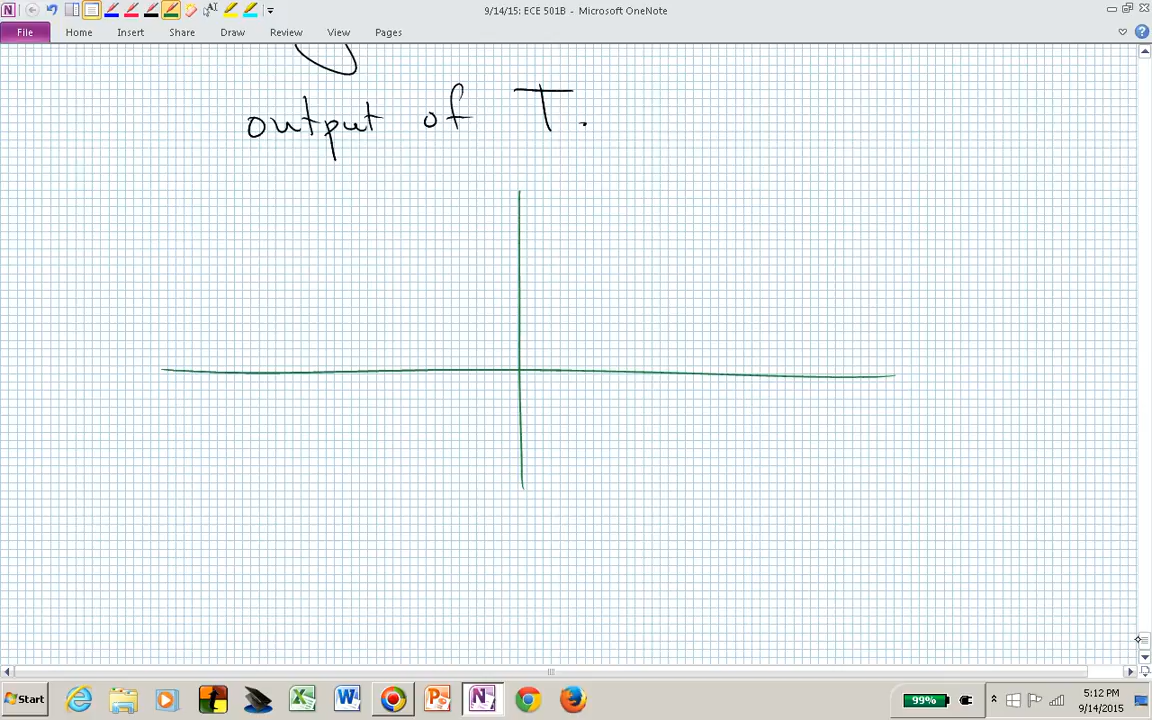 9/14/15: ECE 501B - Microsoft OneNote
File Home Insert Share Draw Review View Pages
output of T.
Start
99%
5:12 PM
9/14/2015